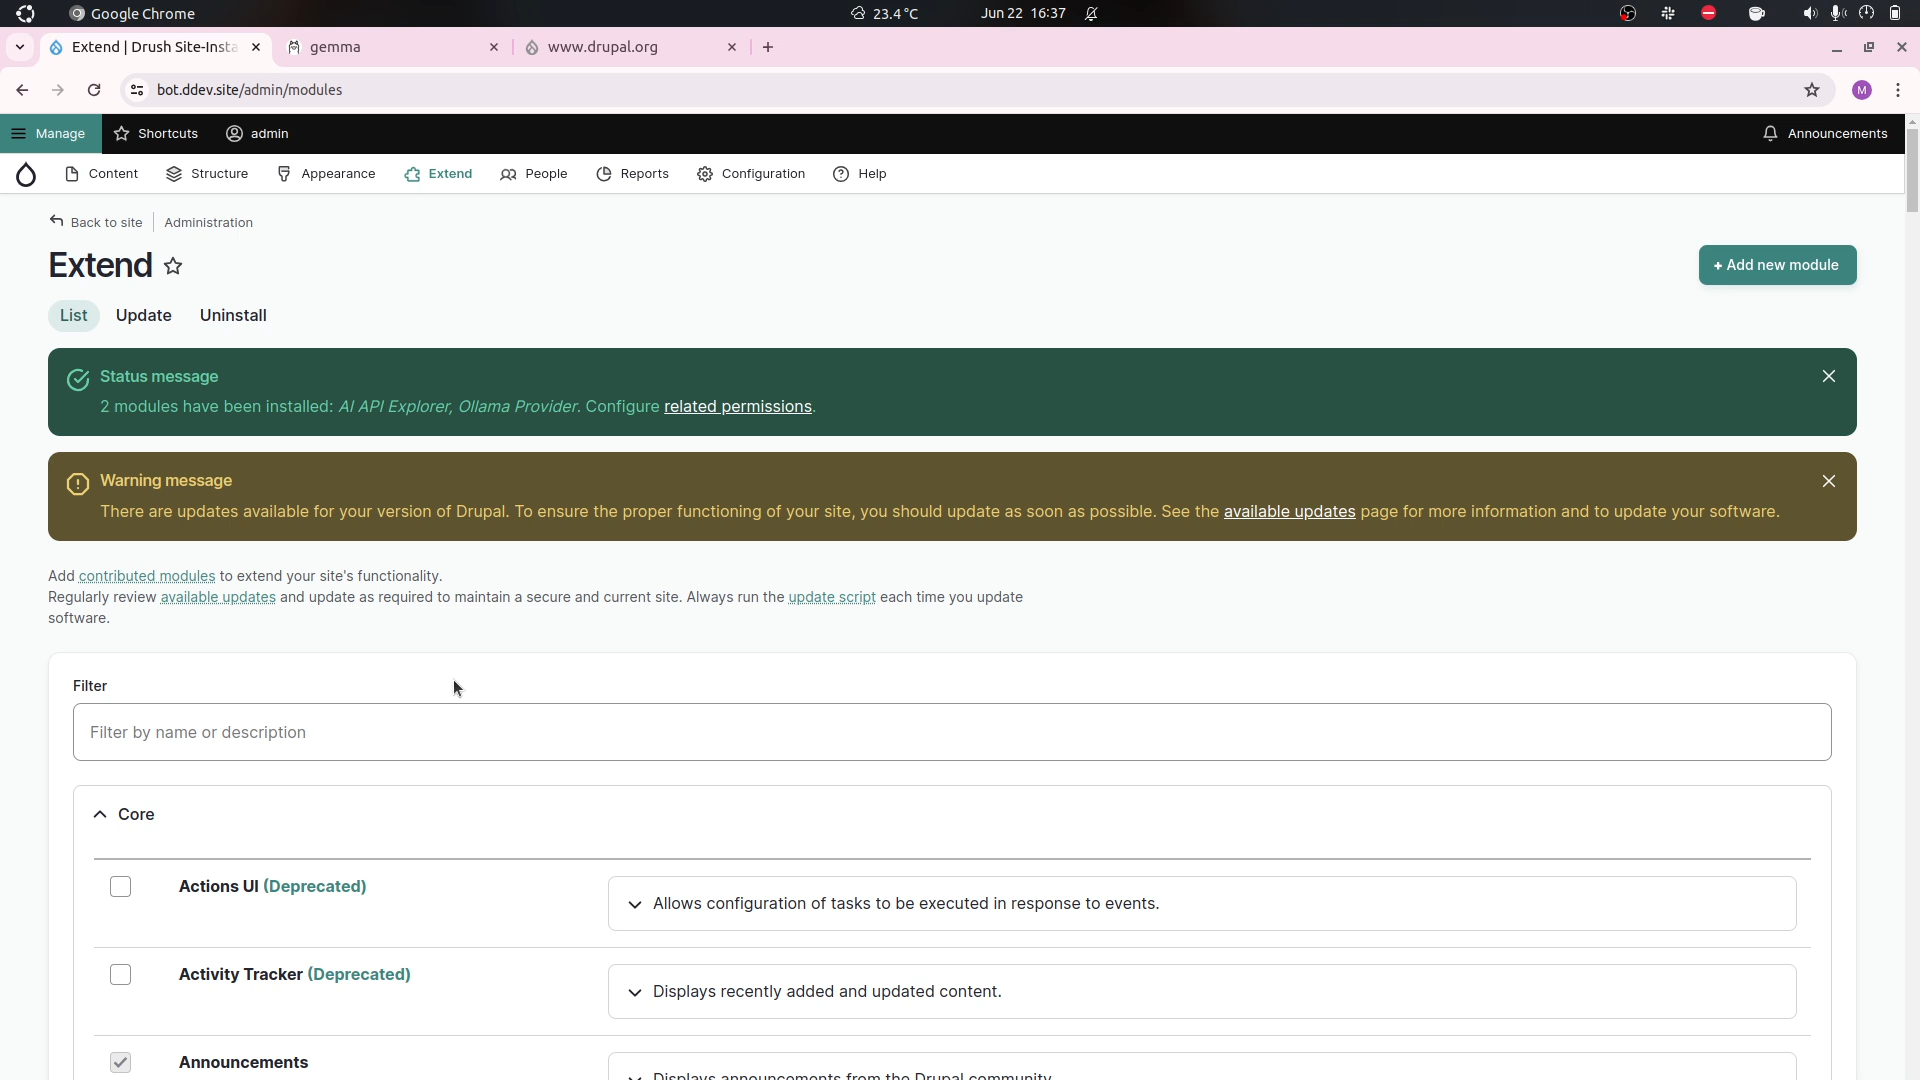 Google Chrome
23.4°C
Jun 22 16:37
Extend | Drush Site-Insta
gemma
www.drupal.org
bot.ddev.site/admin/modules
M
Manage
Shortcuts
admin
Announcements
Content
Structure
Appearance
Extend
People
Reports
Configuration
Help
Back to site
Administration
Extend
+ Add new module
List
Update
Uninstall
Status message
2 modules have been installed: AI API Explorer, Ollama Provider. Configure related permissions.
Warning message
There are updates available for your version of Drupal. To ensure the proper functioning of your site, you should update as soon as possible. See the available updates page for more information and to update your software.
Add contributed modules to extend your site's functionality.
Regularly review available updates and update as required to maintain a secure and current site. Always run the update script each time you update
software.
Filter
Filter by name or description
Core
Actions UI (Deprecated)
Allows configuration of tasks to be executed in response to events.
Activity Tracker (Deprecated)
Displays recently added and updated content.
Announcements
Displays announcements from the Drupal community.